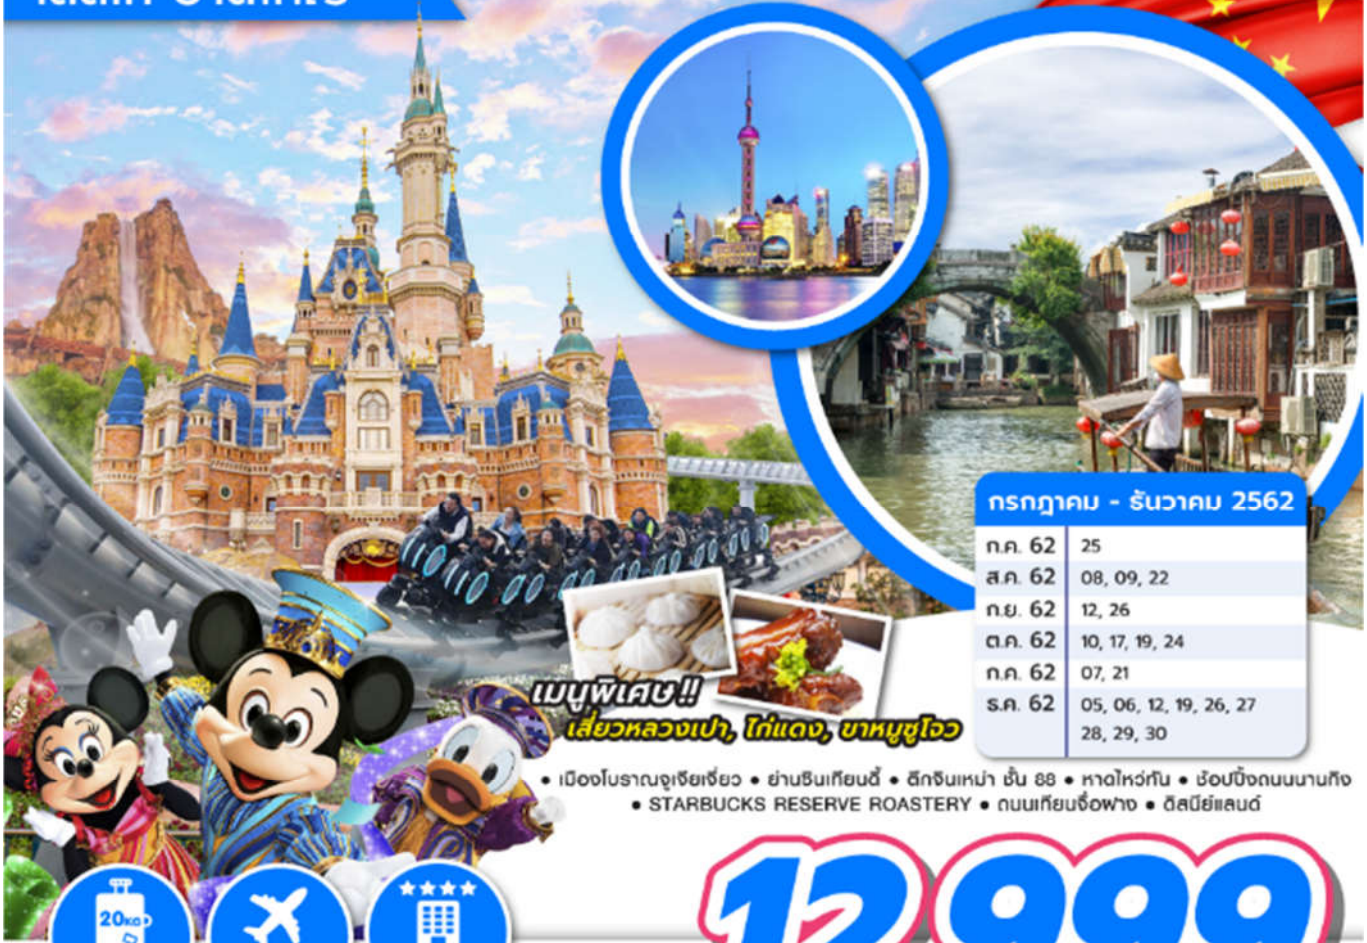 กรกฎาคม - ธันวาคม 2562
ก.ค. 62 25
ส.ค. 62 08, 09, 22
ก.ย. 62 12, 26
ต.ค. 62 10, 17, 19, 24
ก.ค. 62 07, 21
ธ.ค. 62 05, 06, 12, 19, 26, 27
28, 29, 30
เมนูพิเศษ !!
เสี่ยวหลวงเปา, ไก่แดง, ขาหมูซูโจว
• เมืองโบราณจูเจียเจี่ยว • ย่านซินเทียนตี้ • ตึกจินเหม่า ชั้น 88 • หาดไหว่ทัน • ช้อปปิ้งถนนนานกิง
• STARBUCKS RESERVE ROASTERY • ถนนเทียนจื่อฟาง • ดิสนีย์แลนด์
12,999
20KG